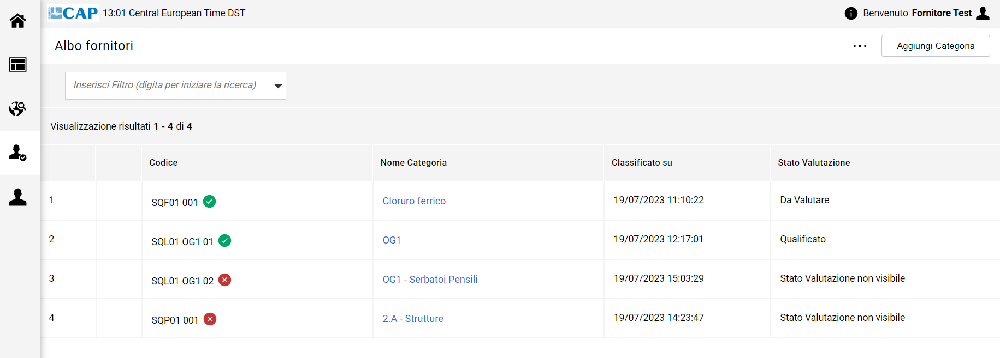 GRUPPO CAP 13:01 Central European Time DST
i Benvenuto Fornitore Test
Albo fornitori
... Aggiungi Categoria
Inserisci Filtro (digita per iniziare la ricerca)
Visualizzazione risultati 1 - 4 di 4
Codice Nome Categoria Classificato su Stato Valutazione
1 SQF01 001 Cloruro ferrico 19/07/2023 11:10:22 Da Valutare
2 SQL01 OG1 01 OG1 19/07/2023 12:17:01 Qualificato
3 SQL01 OG1 02 OG1 - Serbatoi Pensili 19/07/2023 15:03:29 Stato Valutazione non visibile
4 SQP01 001 2.A - Strutture 19/07/2023 14:23:47 Stato Valutazione non visibile